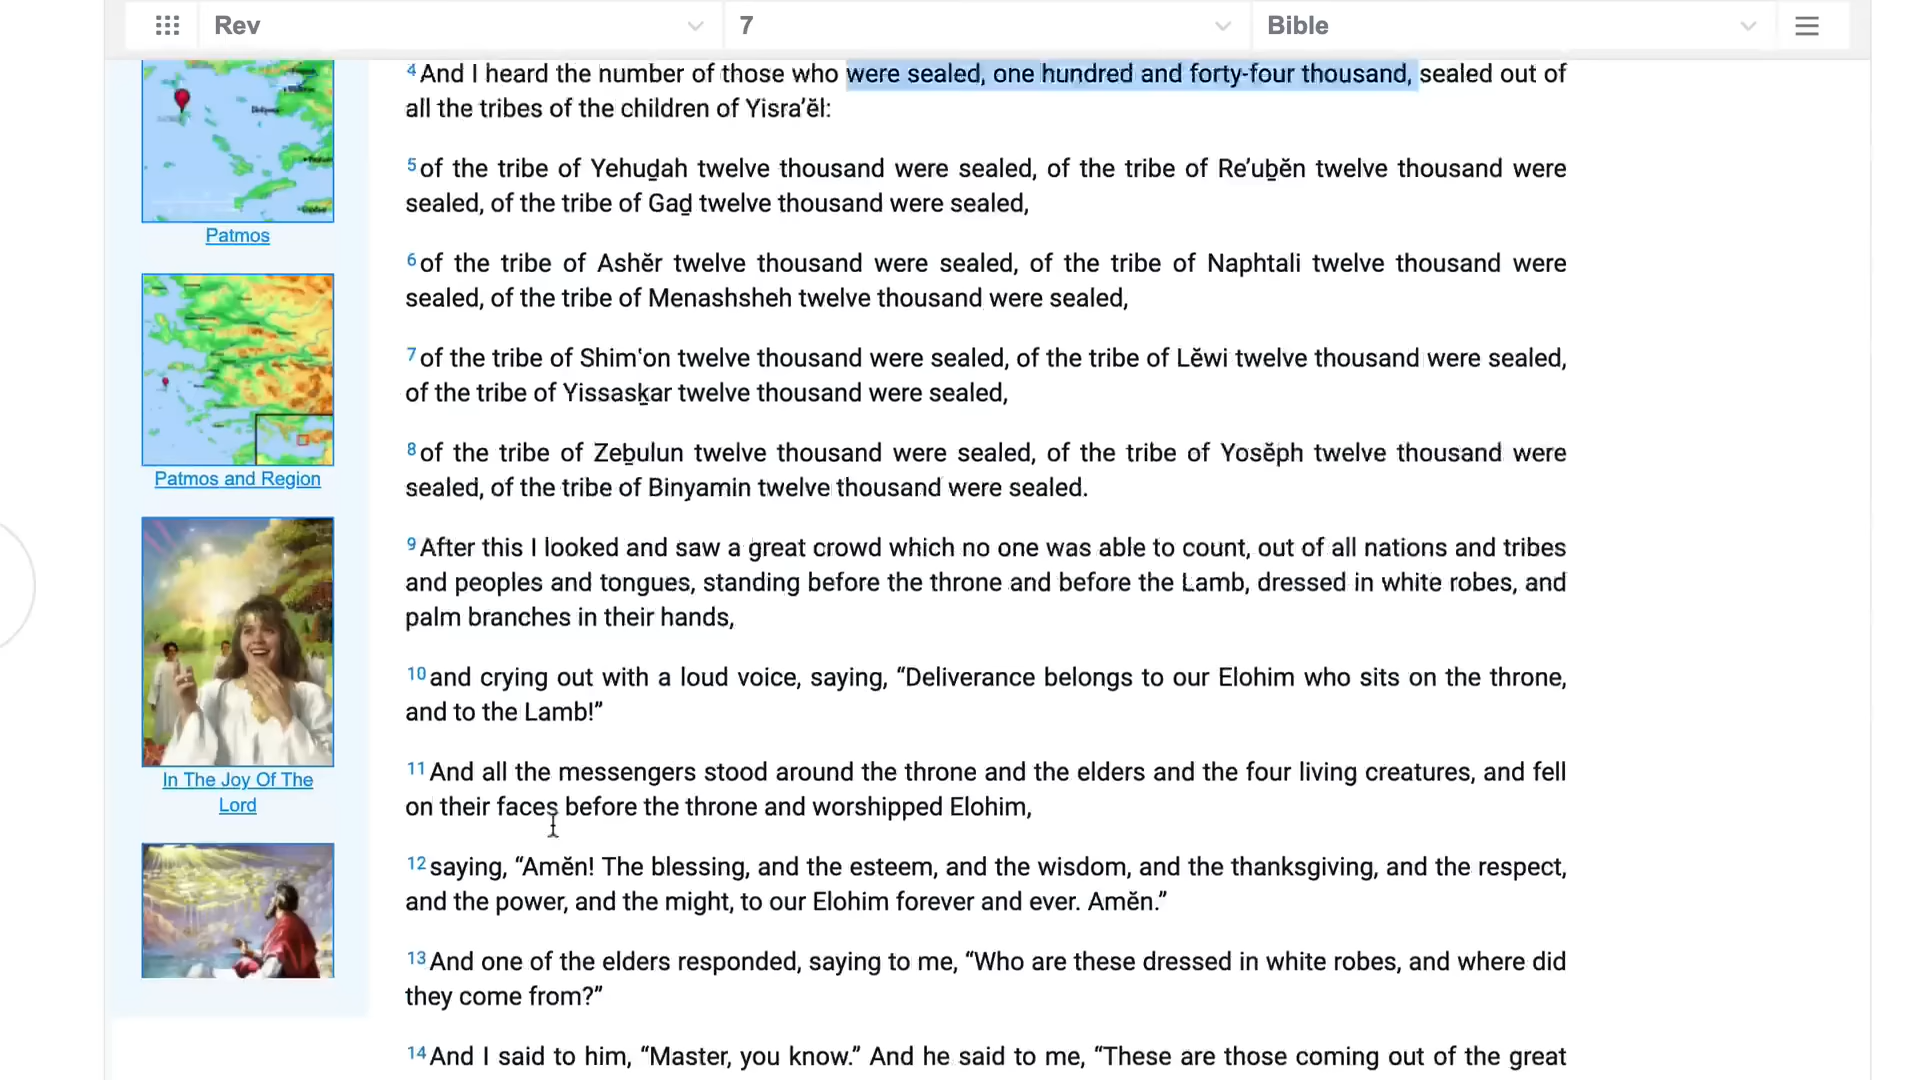 Rev
7
Bible
Patmos
Patmos and Region
In The Joy Of The
Lord
4 And I heard the number of those who were sealed, one hundred and forty-four thousand, sealed out of
all the tribes of the children of Yisra’ĕl:
5 of the tribe of Yehuḏah twelve thousand were sealed, of the tribe of Re’uḇĕn twelve thousand were
sealed, of the tribe of Gaḏ twelve thousand were sealed,
6 of the tribe of Ashĕr twelve thousand were sealed, of the tribe of Naphtali twelve thousand were
sealed, of the tribe of Menashsheh twelve thousand were sealed,
7 of the tribe of Shim‛on twelve thousand were sealed, of the tribe of Lĕwi twelve thousand were sealed,
of the tribe of Yissasḵar twelve thousand were sealed,
8 of the tribe of Zeḇulun twelve thousand were sealed, of the tribe of Yosĕph twelve thousand were
sealed, of the tribe of Binyamin twelve thousand were sealed.
9 After this I looked and saw a great crowd which no one was able to count, out of all nations and tribes
and peoples and tongues, standing before the throne and before the Lamb, dressed in white robes, and
palm branches in their hands,
10 and crying out with a loud voice, saying, “Deliverance belongs to our Elohim who sits on the throne,
and to the Lamb!”
11 And all the messengers stood around the throne and the elders and the four living creatures, and fell
on their faces before the throne and worshipped Elohim,
12 saying, “Amĕn! The blessing, and the esteem, and the wisdom, and the thanksgiving, and the respect,
and the power, and the might, to our Elohim forever and ever. Amĕn.”
13 And one of the elders responded, saying to me, “Who are these dressed in white robes, and where did
they come from?”
14 And I said to him, “Master, you know.” And he said to me, “These are those coming out of the great